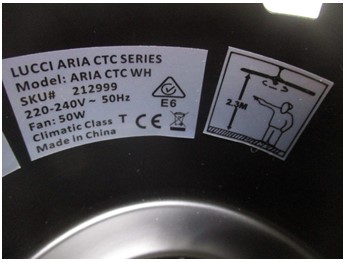 LUCCI ARIA CTC SERIES
Model: ARIA CTC WH
SKU# 212999
220-240V ~ 50Hz
Fan: 50W
Climatic Class T
Made in China
E6
CE
2.3M